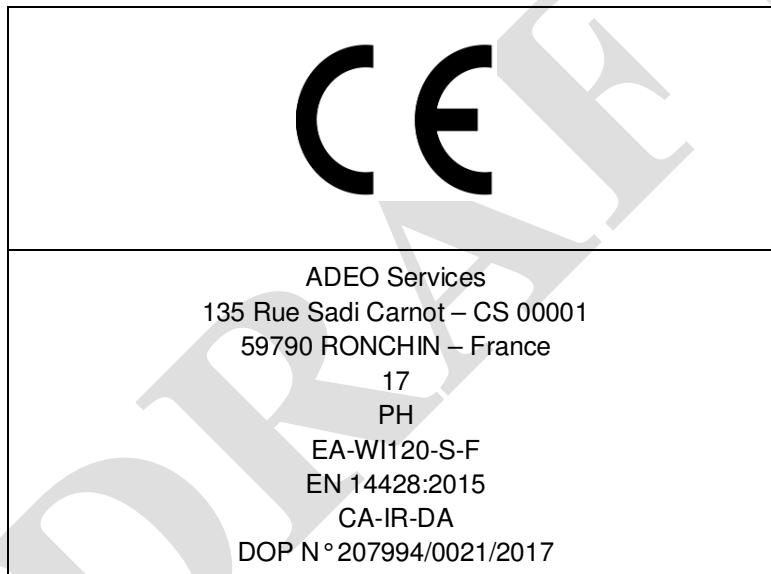 CE
ADEO Services
135 Rue Sadi Carnot – CS 00001
59790 RONCHIN – France
17
PH
EA-WI120-S-F
EN 14428:2015
CA-IR-DA
DOP N° 207994/0021/2017
DRAF